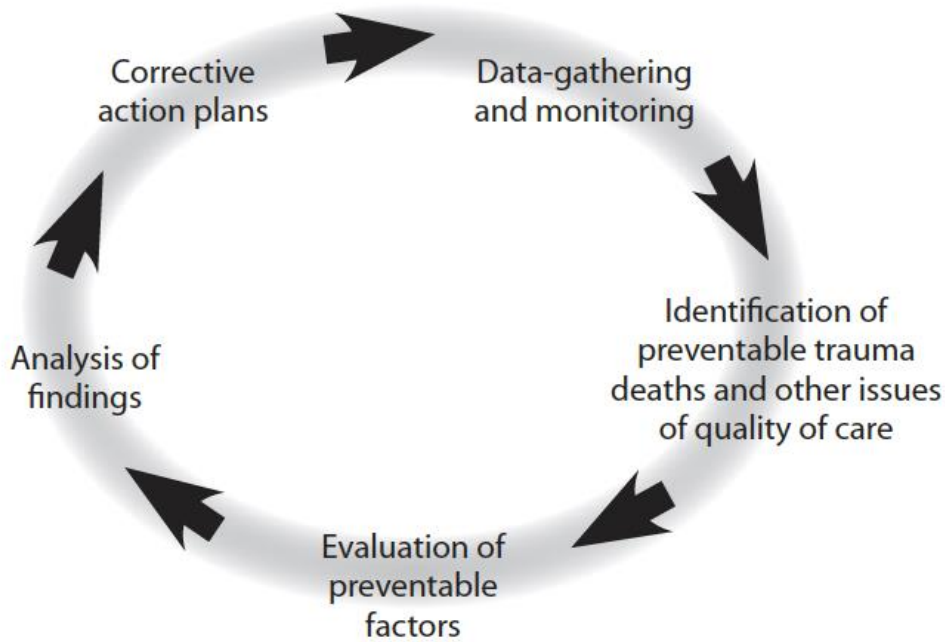 Corrective
action plans
Data-gathering
and monitoring
Identification of
preventable trauma
deaths and other issues
of quality of care
Evaluation of
preventable
factors
Analysis of
findings